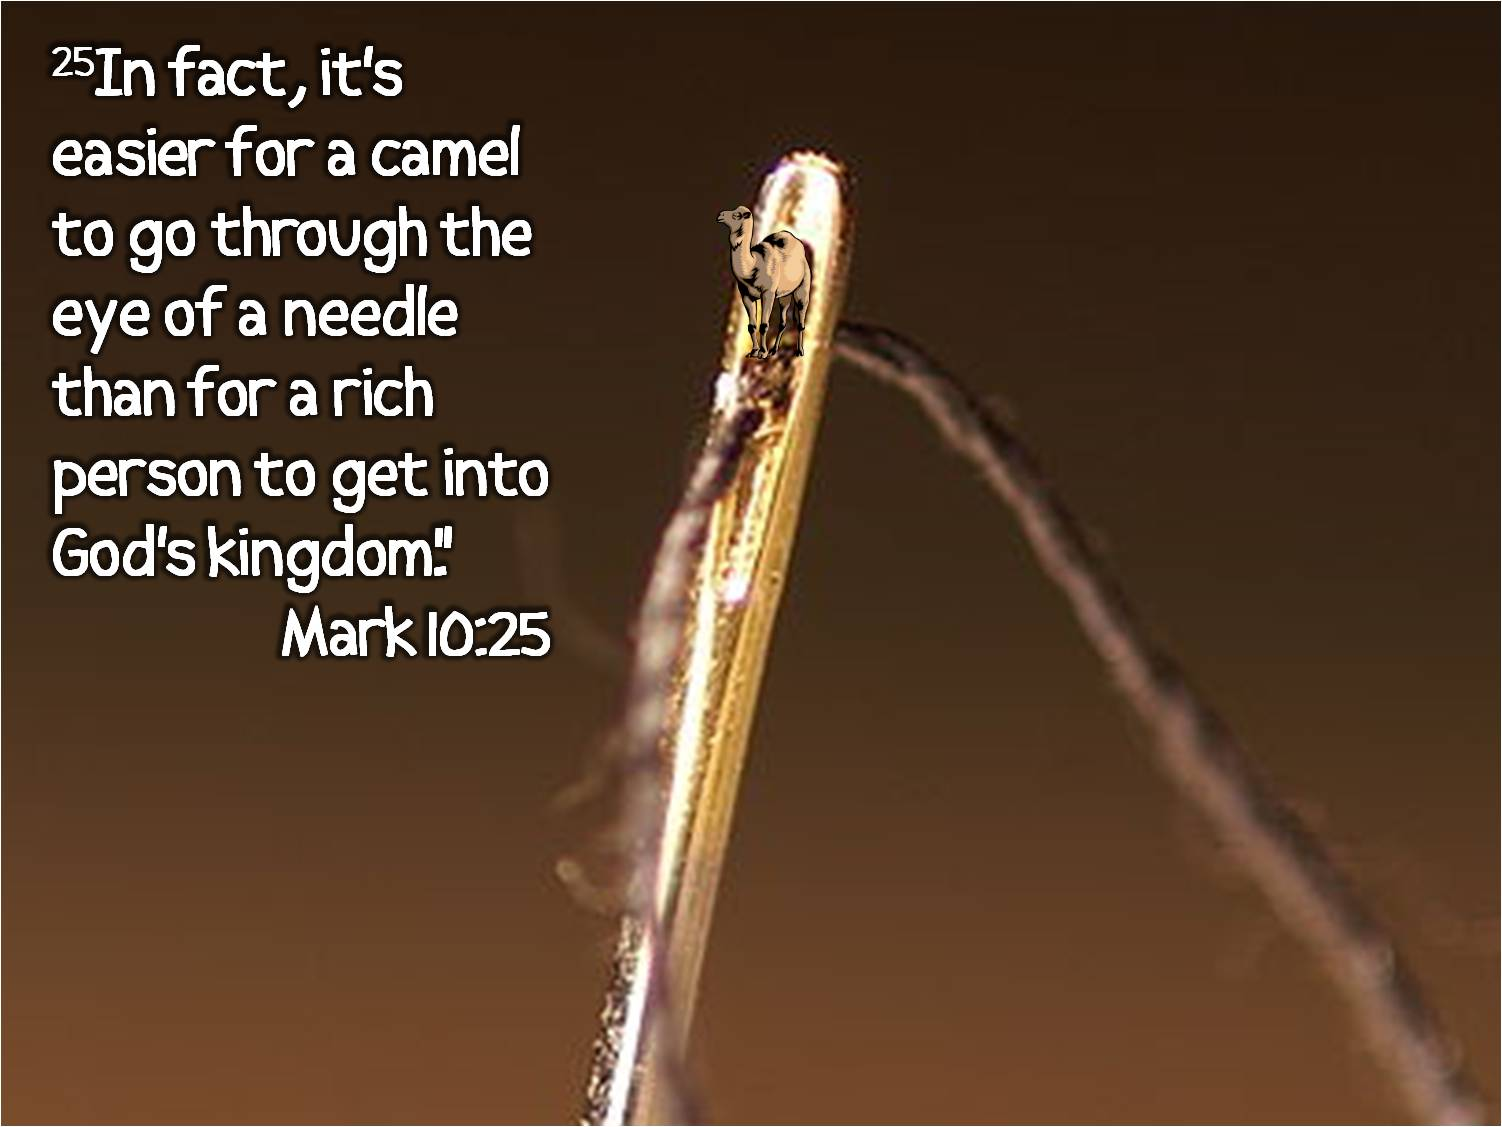 25In fact, it's
easier for a camel
to go through the
eye of a needle
than for a rich
person to get into
God's kingdom."
Mark 10:25